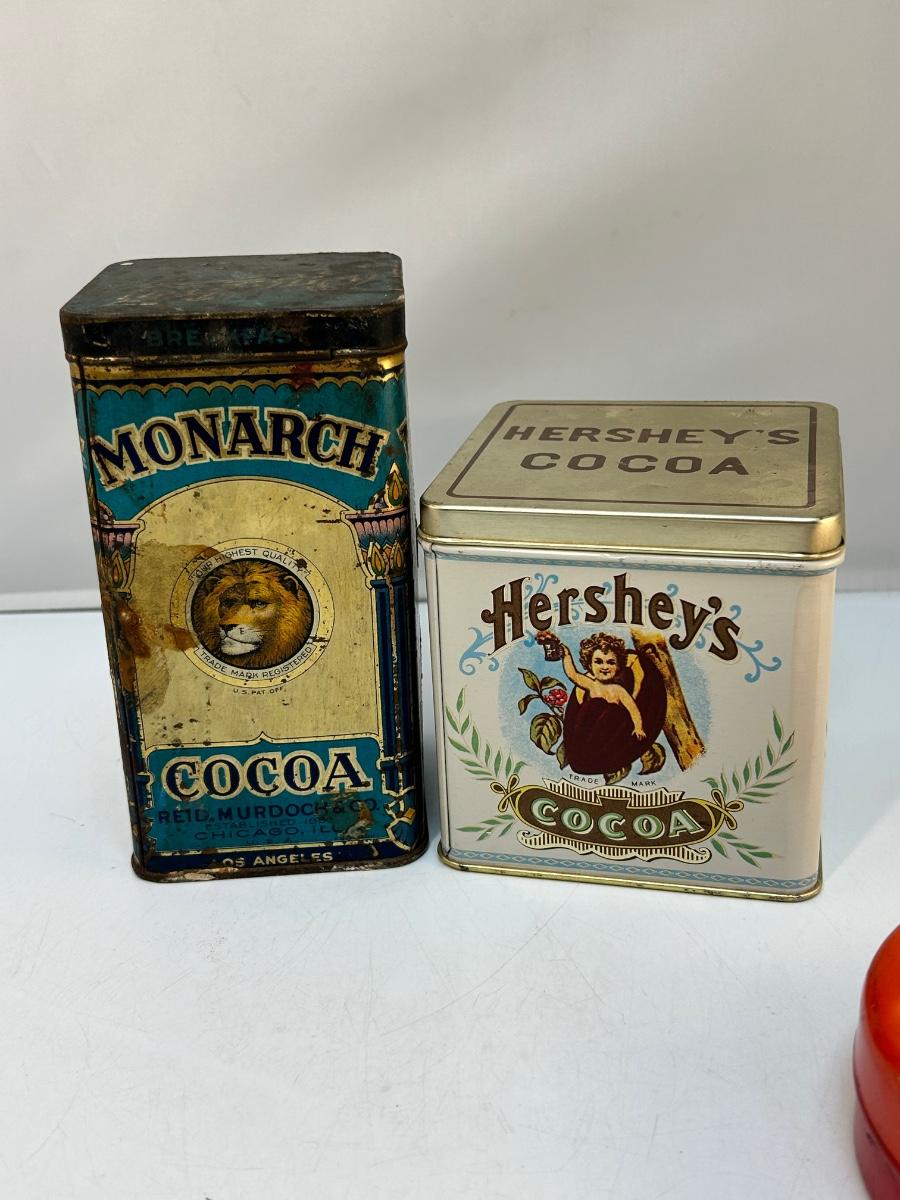 MONARCH
OUR HIGHEST QUALITY
TRADE MARK REGISTERED
U.S. PAT. OFF.
COCOA
REID, MURDOCH & CO.
ESTABLISHED
CHICAGO, ILL.
LOS ANGELES
HERSHEY'S
COCOA
Hershey's
TRADE MARK
COCOA